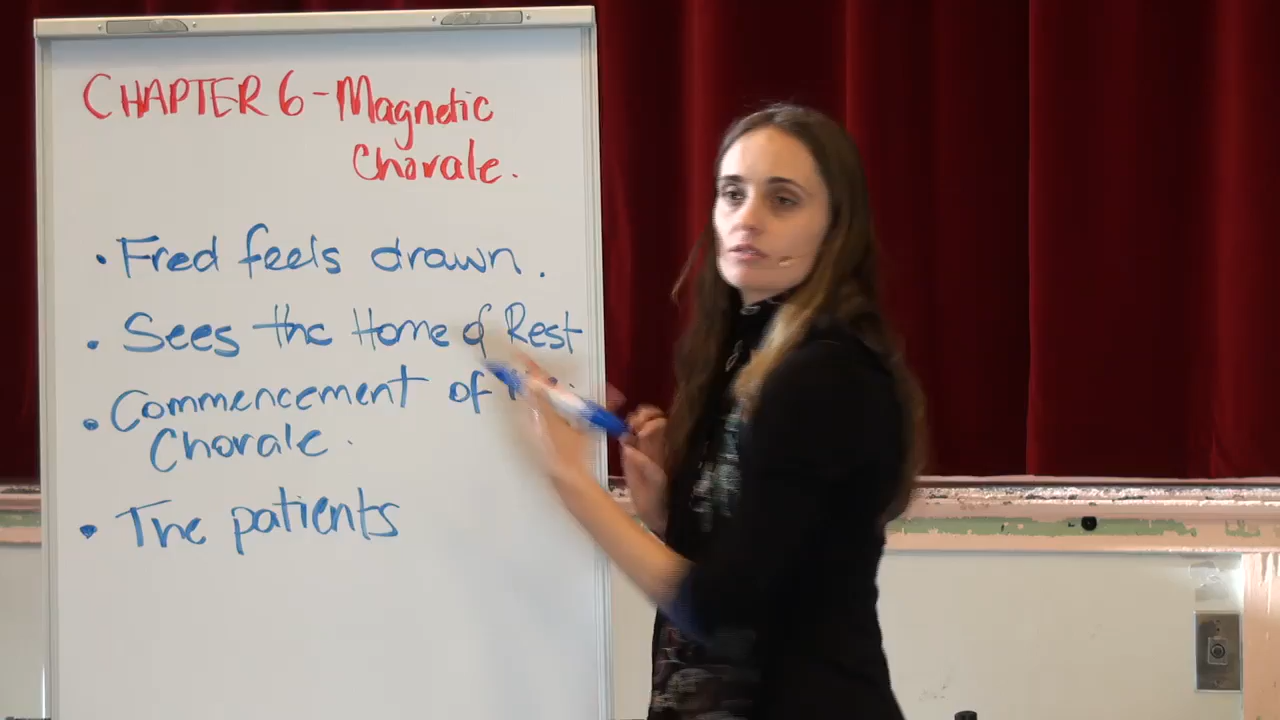 CHAPTER 6 - Magnetic
Chorale.
• Fred feels drawn.
• Sees the Home of Rest
• Commencement of
Chorale.
• The patients